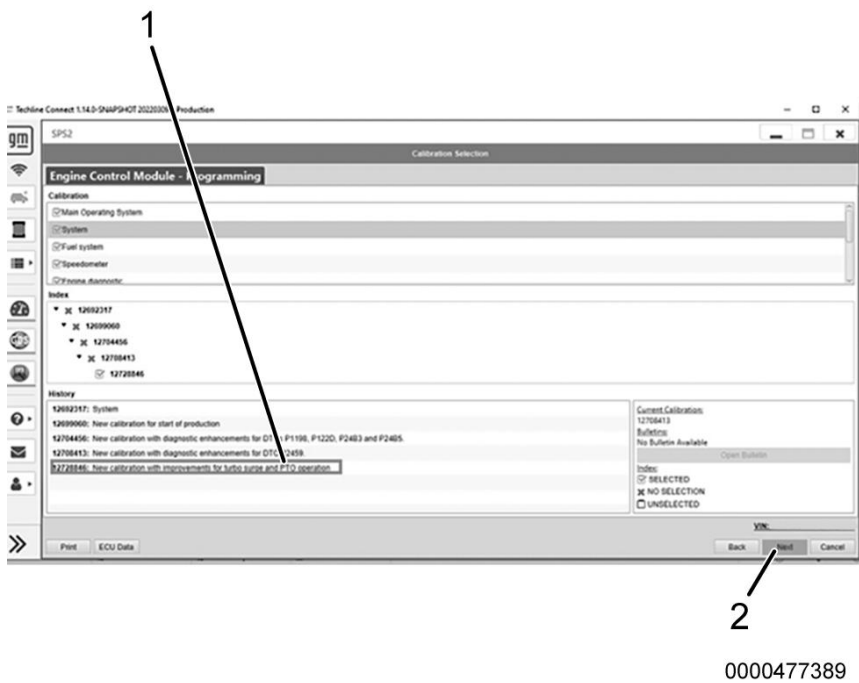 1
Techline Connect 1.14.0-SNAPSHOT Production
gm
SPS2
Calibration Selection
Engine Control Module - Programming
Calibration
Main Operating System
System
Fuel system
Speedometer
Engine diagnostic
Index
12692317
12699060
12704456
12708413
12728846
History
12692317: System
12699060: New calibration for start of production
12704456: New calibration with diagnostic enhancements for P1198, P122D, P24B3 and P24B5.
12708413: New calibration with diagnostic enhancements for DTC P2459.
12728846: New calibration with improvements for turbo surge and PTO operation
Current Calibration:
12708413
Bulletins:
No Bulletin Available
Open Bulletin
Index:
SELECTED
NO SELECTION
UNSELECTED
VIN:
Print ECU Data Back Next Cancel
2
0000477389